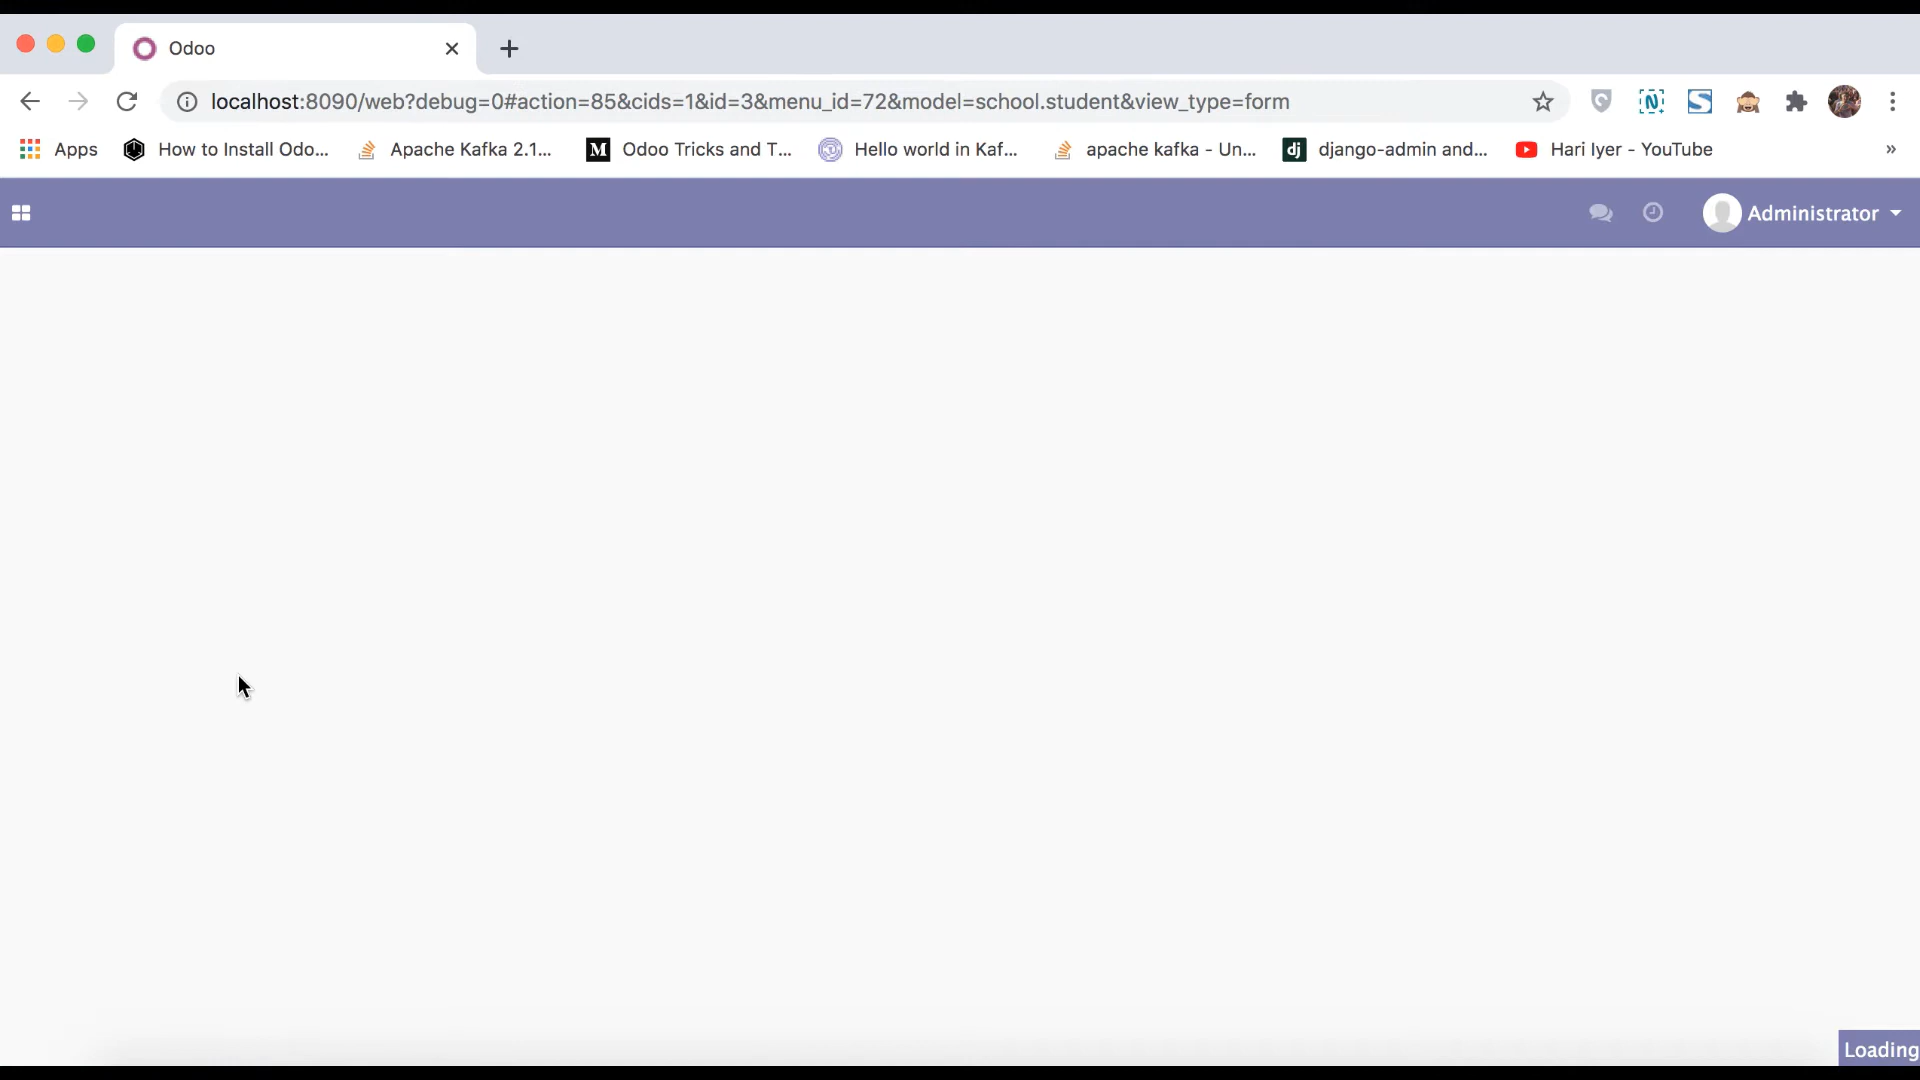 Odoo
localhost:8090/web?debug=0#action=85&cids=1&id=3&menu_id=72&model=school.student&view_type=form
Apps How to Install Odo... Apache Kafka 2.1... M Odoo Tricks and T... Hello world in Kaf... apache kafka - Un... dj django-admin and... Hari Iyer - YouTube »
Administrator
Loading